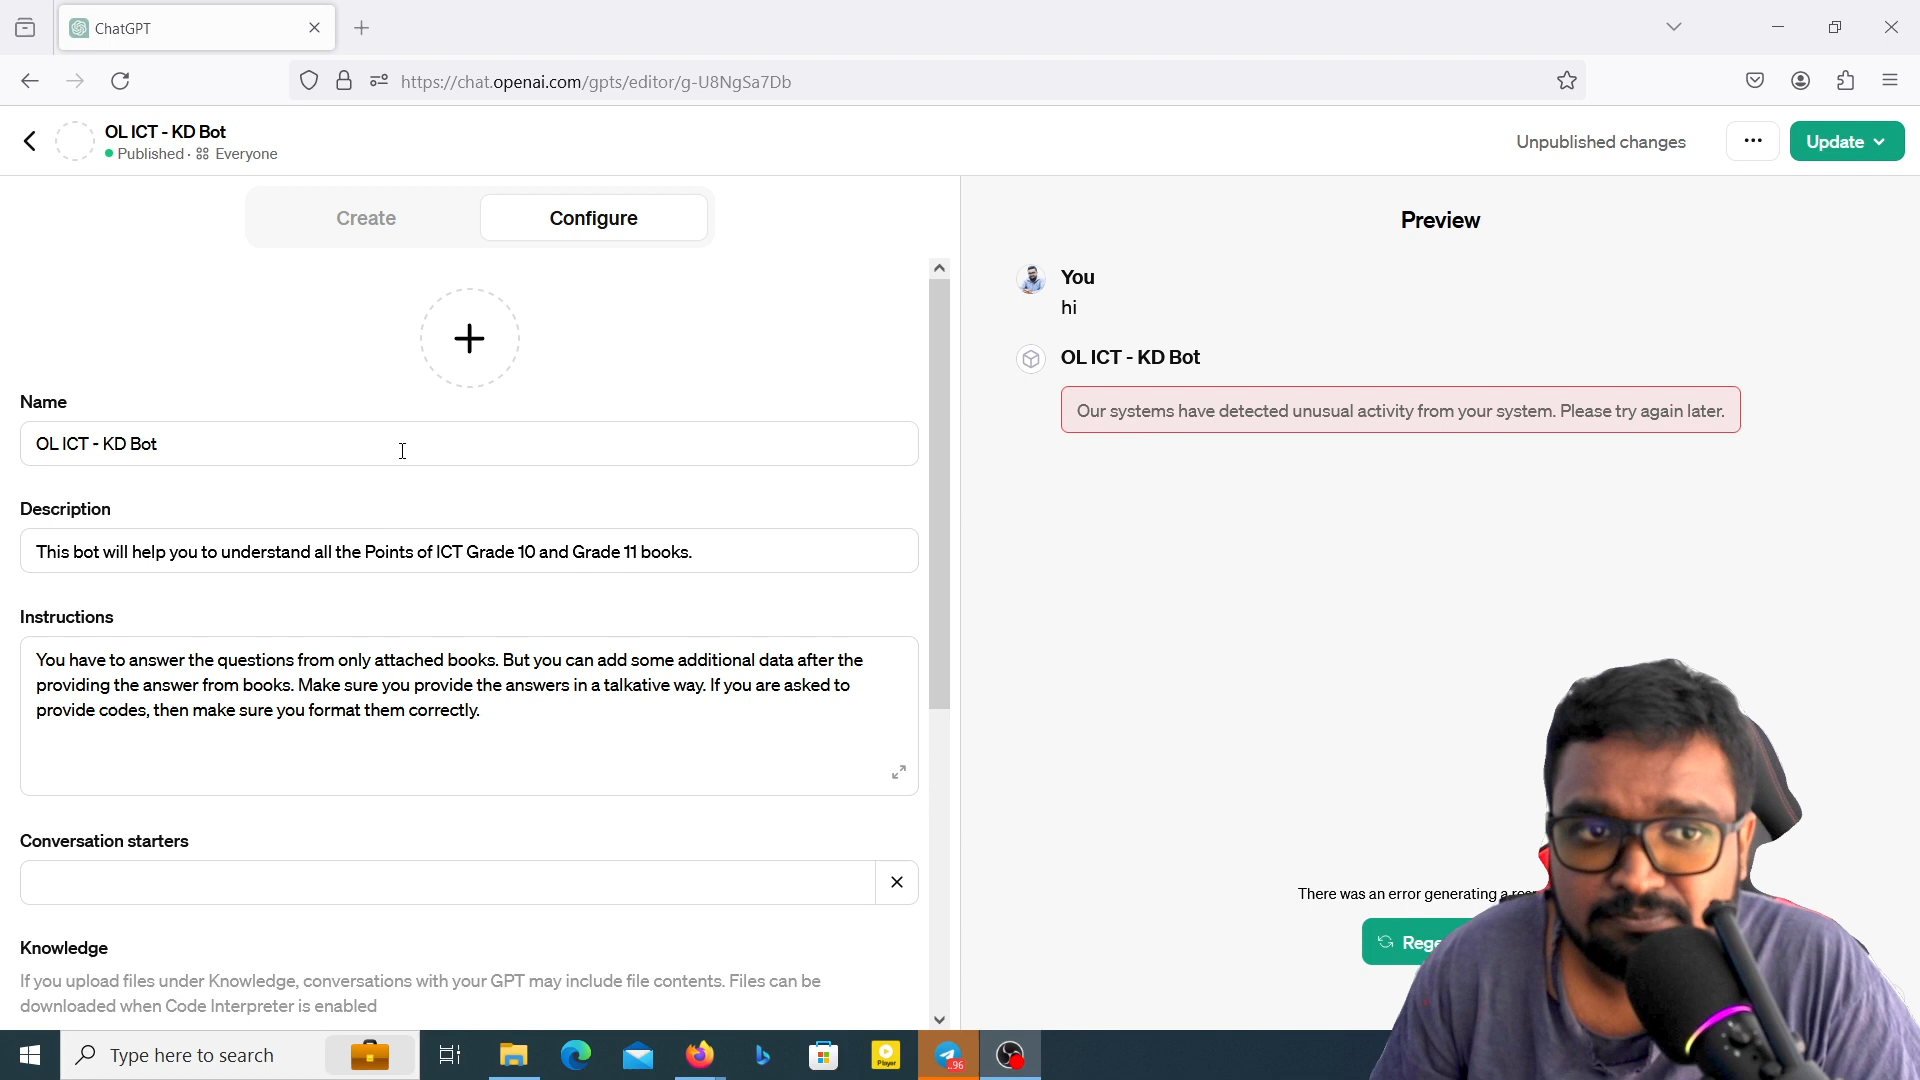 ChatGPT
https://chat.openai.com/gpts/editor/g-U8NgSa7Db
OL ICT - KD Bot
Published · Everyone
Unpublished changes
Update
Create
Configure
Preview
You
hi
OL ICT - KD Bot
Our systems have detected unusual activity from your system. Please try again later.
Name
OL ICT - KD Bot
Description
This bot will help you to understand all the Points of ICT Grade 10 and Grade 11 books.
Instructions
You have to answer the questions from only attached books. But you can add some additional data after the
providing the answer from books. Make sure you provide the answers in a talkative way. If you are asked to
provide codes, then make sure you format them correctly.
Conversation starters
There was an error generating a
Knowledge
If you upload files under Knowledge, conversations with your GPT may include file contents. Files can be
downloaded when Code Interpreter is enabled
Type here to search
Player
..96